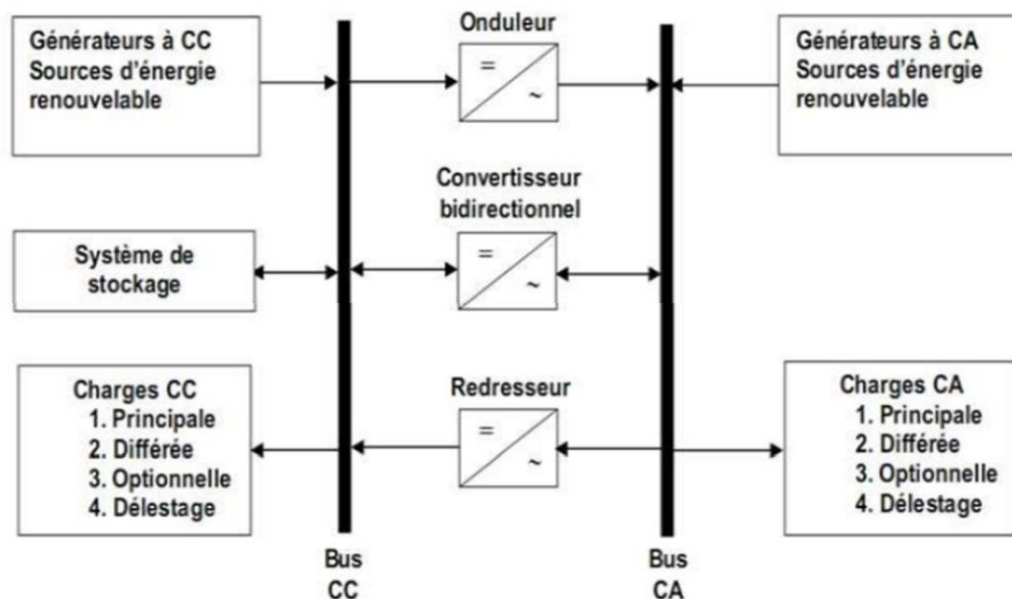 Onduleur
Générateurs à CC
Sources d'énergie
renouvelable
=
~
Générateurs à CA
Sources d'énergie
renouvelable
Convertisseur
bidirectionnel
Système de
stockage
=
~
Redresseur
Charges CC
1. Principale
2. Différée
3. Optionnelle
4. Délestage
=
~
Charges CA
1. Principale
2. Différée
3. Optionnelle
4. Délestage
Bus
CC
Bus
CA